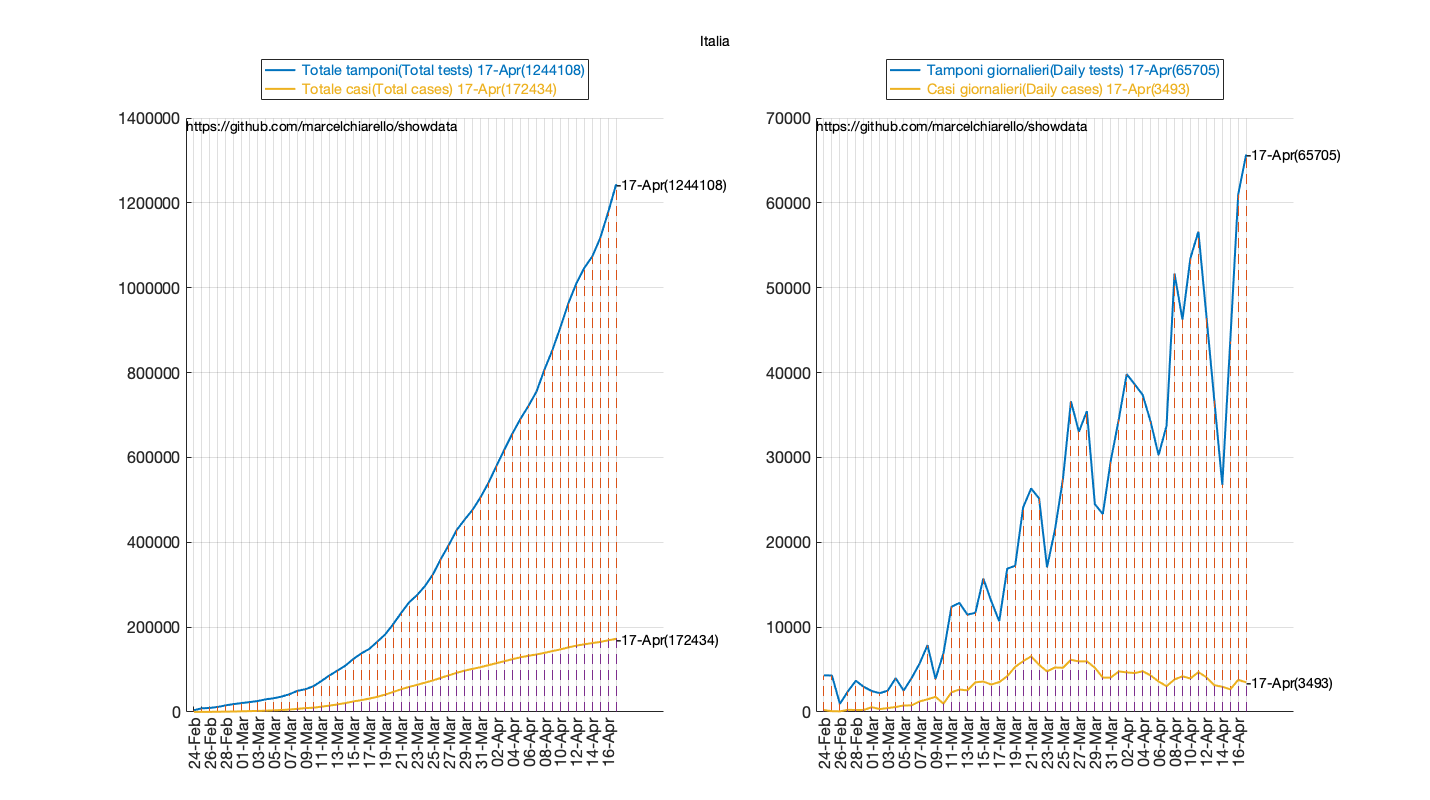 Italia
Totale tamponi(Total tests) 17-Apr(1244108)
Totale casi(Total cases) 17-Apr(172434)
https://github.com/marcelchiarello/showdata
1400000
1200000
1000000
800000
600000
400000
200000
0
17-Apr(1244108)
17-Apr(172434)
24-Feb
26-Feb
28-Feb
01-Mar
03-Mar
05-Mar
07-Mar
09-Mar
11-Mar
13-Mar
15-Mar
17-Mar
19-Mar
21-Mar
23-Mar
25-Mar
27-Mar
29-Mar
31-Mar
02-Apr
04-Apr
06-Apr
08-Apr
10-Apr
12-Apr
14-Apr
16-Apr
Tamponi giornalieri(Daily tests) 17-Apr(65705)
Casi giornalieri(Daily cases) 17-Apr(3493)
https://github.com/marcelchiarello/showdata
70000
60000
50000
40000
30000
20000
10000
0
17-Apr(65705)
17-Apr(3493)
24-Feb
26-Feb
28-Feb
01-Mar
03-Mar
05-Mar
07-Mar
09-Mar
11-Mar
13-Mar
15-Mar
17-Mar
19-Mar
21-Mar
23-Mar
25-Mar
27-Mar
29-Mar
31-Mar
02-Apr
04-Apr
06-Apr
08-Apr
10-Apr
12-Apr
14-Apr
16-Apr